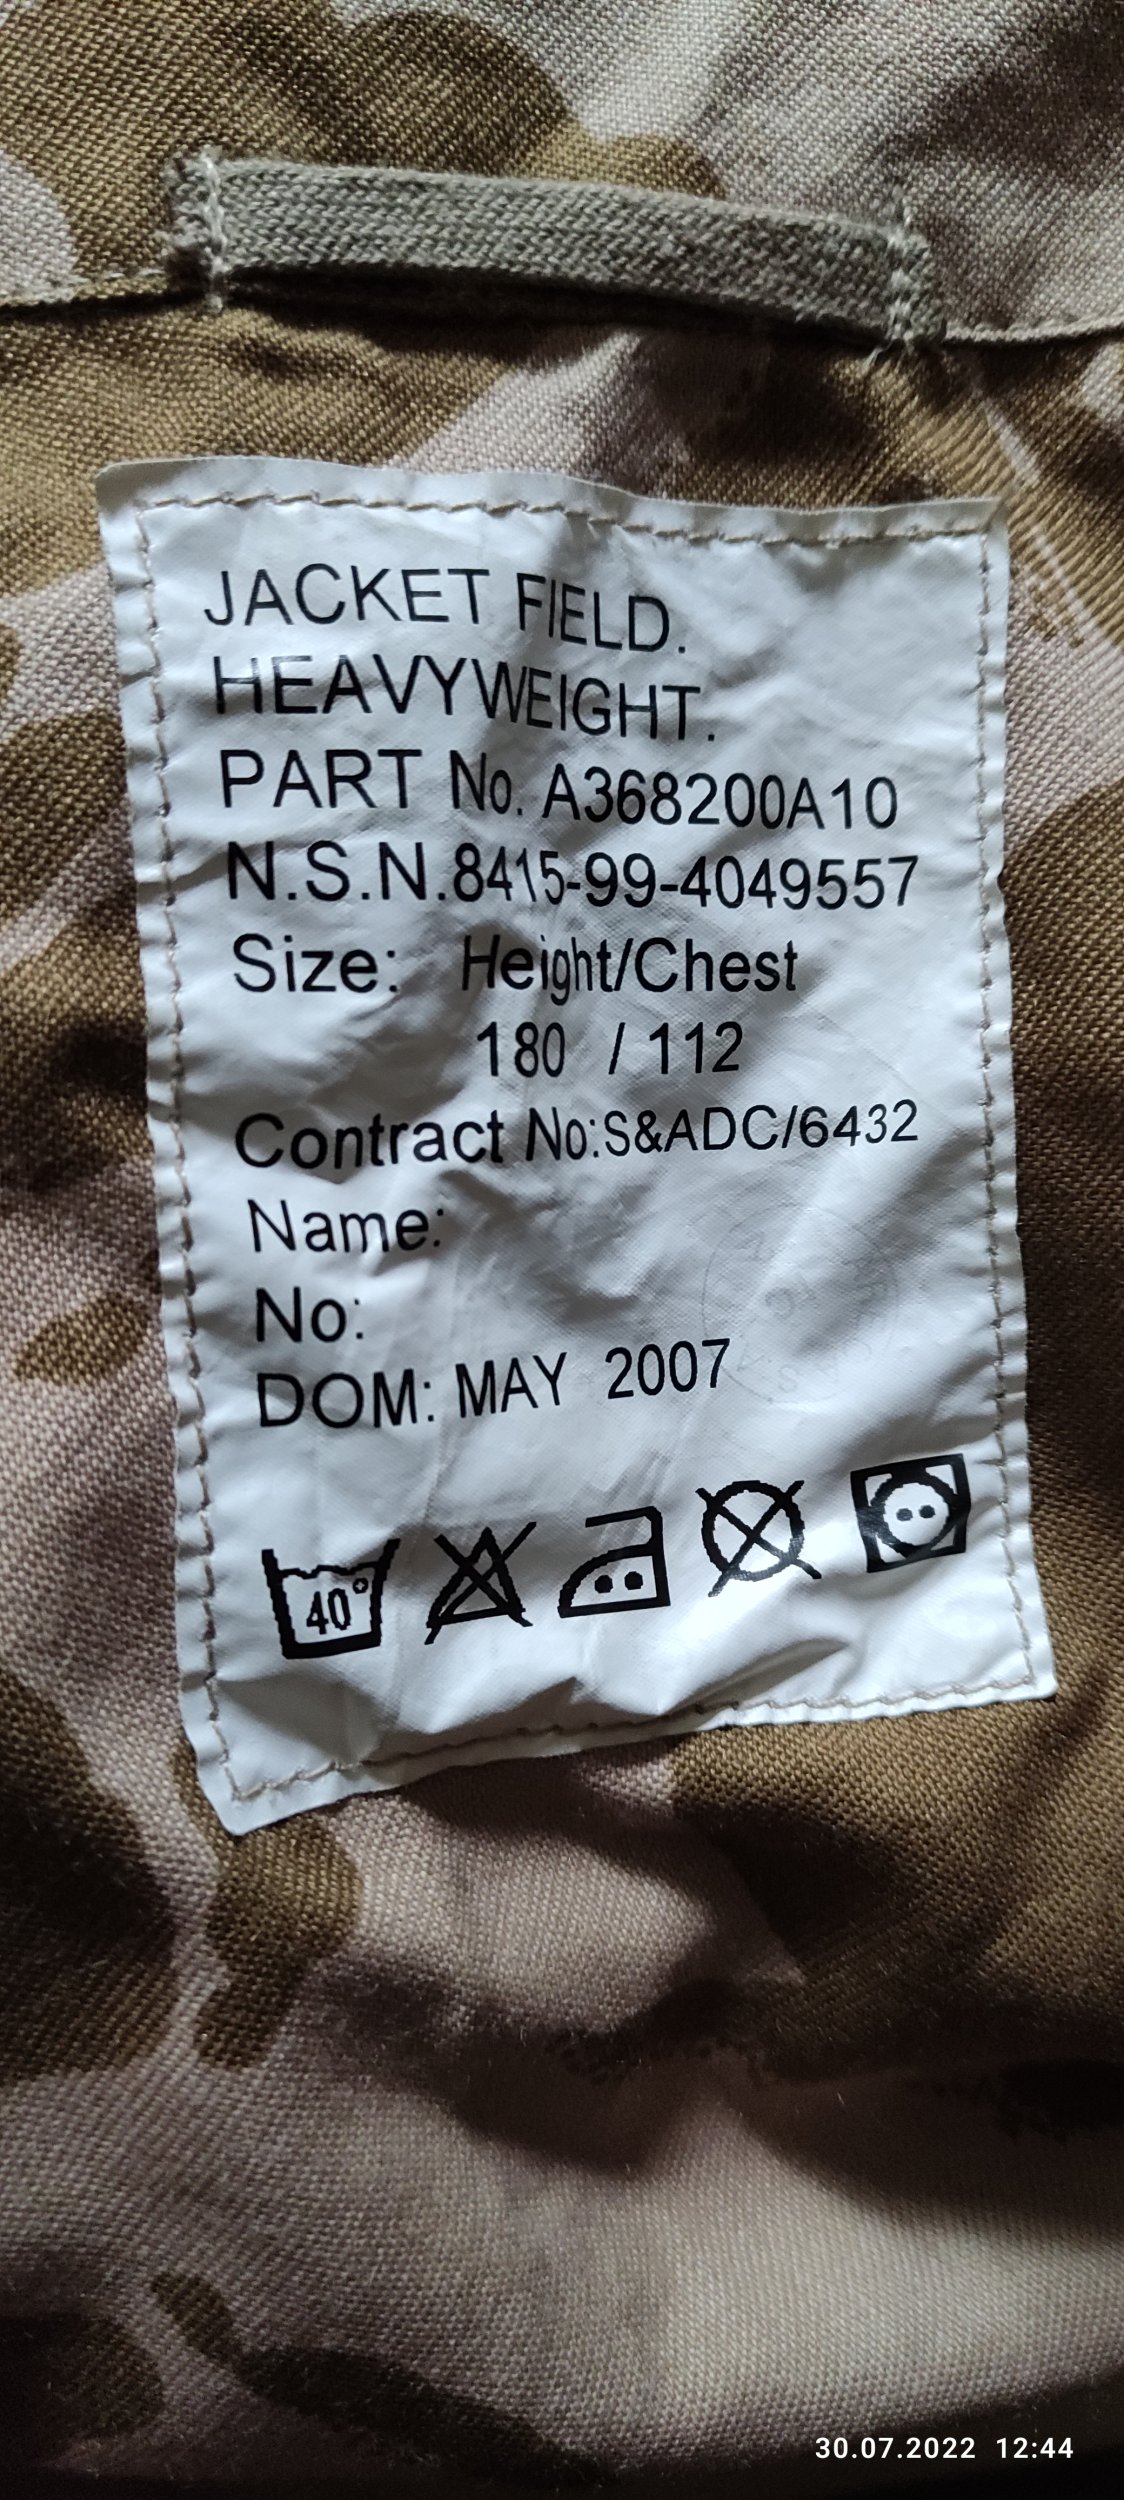 JACKET FIELD.
HEAVYWEIGHT.
PART No. A368200A10
N.S.N.8415-99-4049557
Size: Height/Chest
180 / 112
Contract No:S&ADC/6432
Name:
No:
DOM: MAY 2007
40°
30.07.2022 12:44